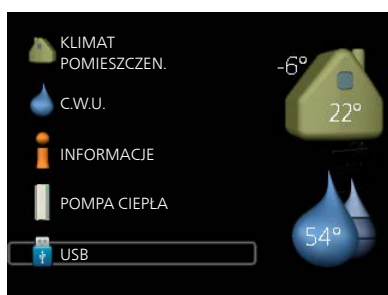 KLIMAT
POMIESZCZEN.
-6°
22°
C.W.U.
INFORMACJE
POMPA CIEPŁA
54°
USB